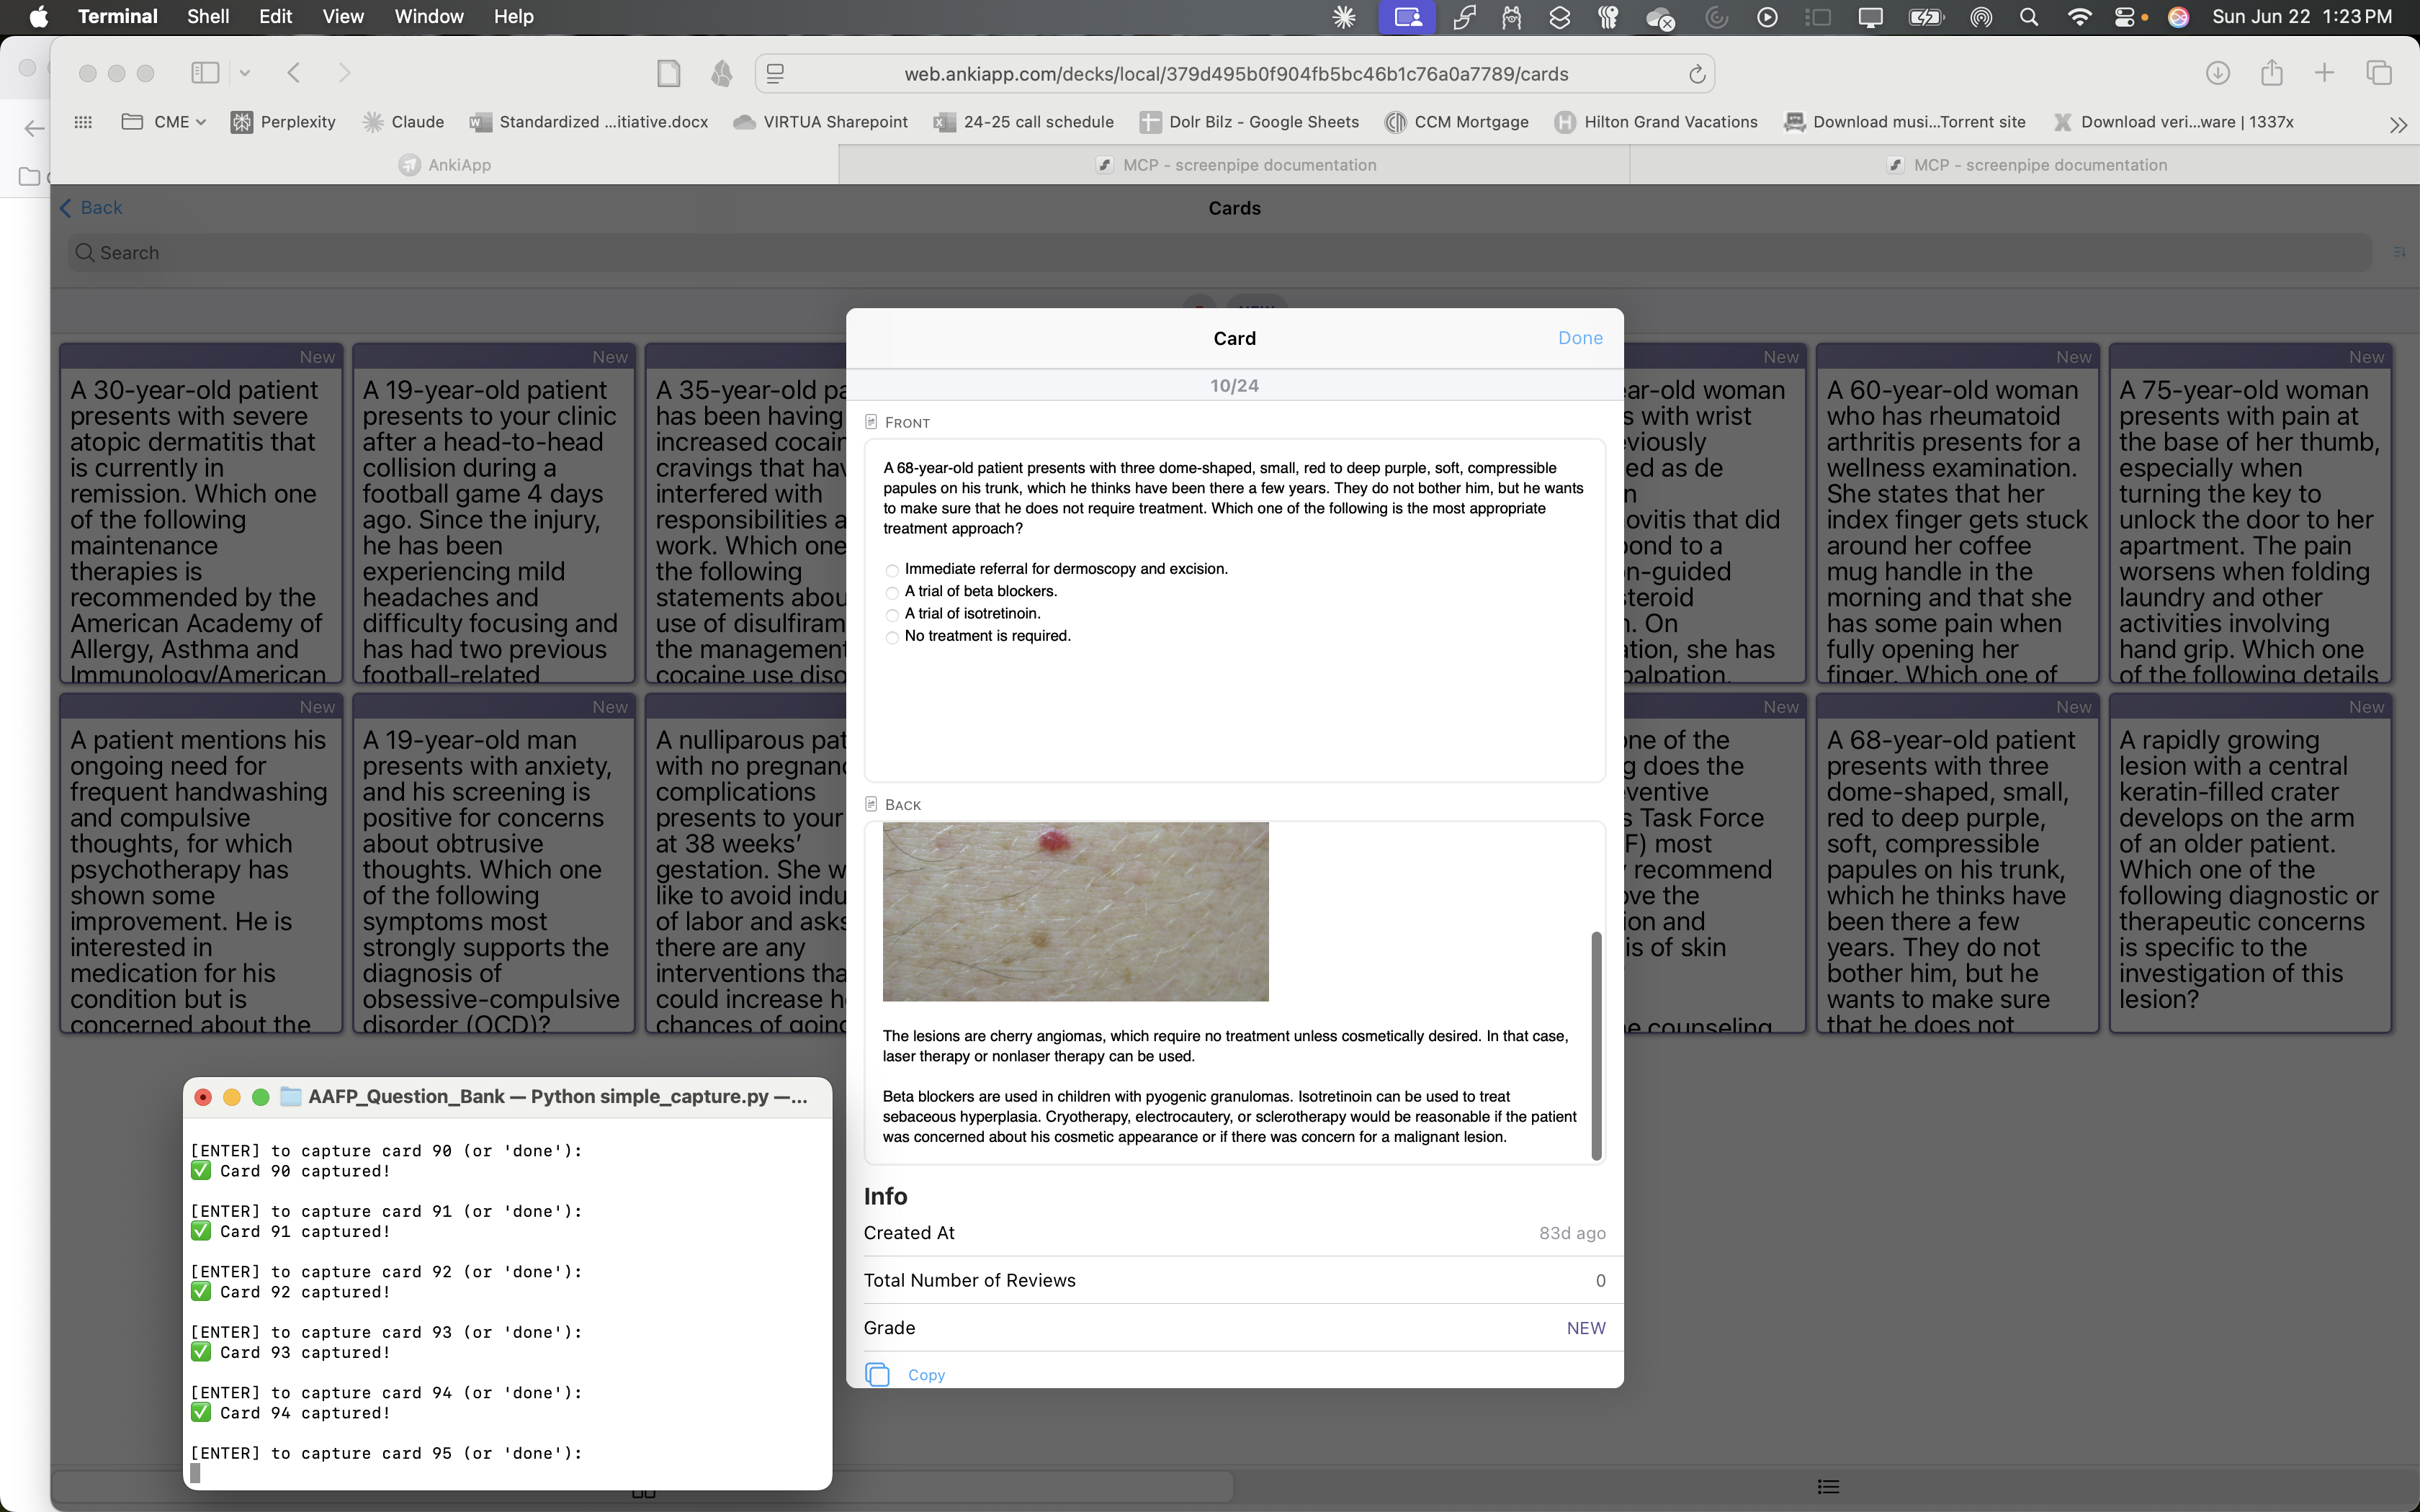 Terminal Shell Edit View Window Help
Sun Jun 22 1:23 PM
web.ankiapp.com/decks/local/379d495b0f904fb5bc46b1c76a0a7789/cards
CME Perplexity Claude Standardized ...itiative.docx VIRTUA Sharepoint 24-25 call schedule Dolr Bilz - Google Sheets CCM Mortgage Hilton Grand Vacations Download musi...Torrent site Download veri...ware | 1337x
AnkiApp MCP - screenpipe documentation MCP - screenpipe documentation
Back Cards
Search
New
A 30-year-old patient
presents with severe
atopic dermatitis that
is currently in
remission. Which one
of the following
maintenance
therapies is
recommended by the
American Academy of
Allergy, Asthma and
Immunology/American
New
A 19-year-old patient
presents to your clinic
after a head-to-head
collision during a
football game 4 days
ago. Since the injury,
he has been
experiencing mild
headaches and
difficulty focusing and
has had two previous
football-related
A 35-year-old pa
has been having
increased cocain
cravings that hav
interfered with
responsibilities a
work. Which one
the following
statements abou
use of disulfiram
the management
cocaine use diso
Card
Done
10/24
FRONT
A 68-year-old patient presents with three dome-shaped, small, red to deep purple, soft, compressible
papules on his trunk, which he thinks have been there a few years. They do not bother him, but he wants
to make sure that he does not require treatment. Which one of the following is the most appropriate
treatment approach?
Immediate referral for dermoscopy and excision.
A trial of beta blockers.
A trial of isotretinoin.
No treatment is required.
BACK
The lesions are cherry angiomas, which require no treatment unless cosmetically desired. In that case,
laser therapy or nonlaser therapy can be used.
Beta blockers are used in children with pyogenic granulomas. Isotretinoin can be used to treat
sebaceous hyperplasia. Cryotherapy, electrocautery, or sclerotherapy would be reasonable if the patient
was concerned about his cosmetic appearance or if there was concern for a malignant lesion.
Info
Created At 83d ago
Total Number of Reviews 0
Grade NEW
Copy
New
ear-old woman
s with wrist
eviously
ed as de
n
ovitis that did
pond to a
n-guided
steroid
n. On
ation, she has
palpation.
New
A 60-year-old woman
who has rheumatoid
arthritis presents for a
wellness examination.
She states that her
index finger gets stuck
around her coffee
mug handle in the
morning and that she
has some pain when
fully opening her
finger. Which one of
New
A 75-year-old woman
presents with pain at
the base of her thumb,
especially when
turning the key to
unlock the door to her
apartment. The pain
worsens when folding
laundry and other
activities involving
hand grip. Which one
of the following details
New
A patient mentions his
ongoing need for
frequent handwashing
and compulsive
thoughts, for which
psychotherapy has
shown some
improvement. He is
interested in
medication for his
condition but is
concerned about the
New
A 19-year-old man
presents with anxiety,
and his screening is
positive for concerns
about obtrusive
thoughts. Which one
of the following
symptoms most
strongly supports the
diagnosis of
obsessive-compulsive
disorder (OCD)?
A nulliparous pat
with no pregnanc
complications
presents to your
at 38 weeks'
gestation. She w
like to avoid indu
of labor and asks
there are any
interventions tha
could increase h
chances of going
New
one of the
g does the
eventive
s Task Force
F) most
recommend
ove the
ion and
is of skin
e counseling
New
A 68-year-old patient
presents with three
dome-shaped, small,
red to deep purple,
soft, compressible
papules on his trunk,
which he thinks have
been there a few
years. They do not
bother him, but he
wants to make sure
that he does not
New
A rapidly growing
lesion with a central
keratin-filled crater
develops on the arm
of an older patient.
Which one of the
following diagnostic or
therapeutic concerns
is specific to the
investigation of this
lesion?
AAFP_Question_Bank — Python simple_capture.py —...
[ENTER] to capture card 90 (or 'done'):
✅ Card 90 captured!
[ENTER] to capture card 91 (or 'done'):
✅ Card 91 captured!
[ENTER] to capture card 92 (or 'done'):
✅ Card 92 captured!
[ENTER] to capture card 93 (or 'done'):
✅ Card 93 captured!
[ENTER] to capture card 94 (or 'done'):
✅ Card 94 captured!
[ENTER] to capture card 95 (or 'done'):